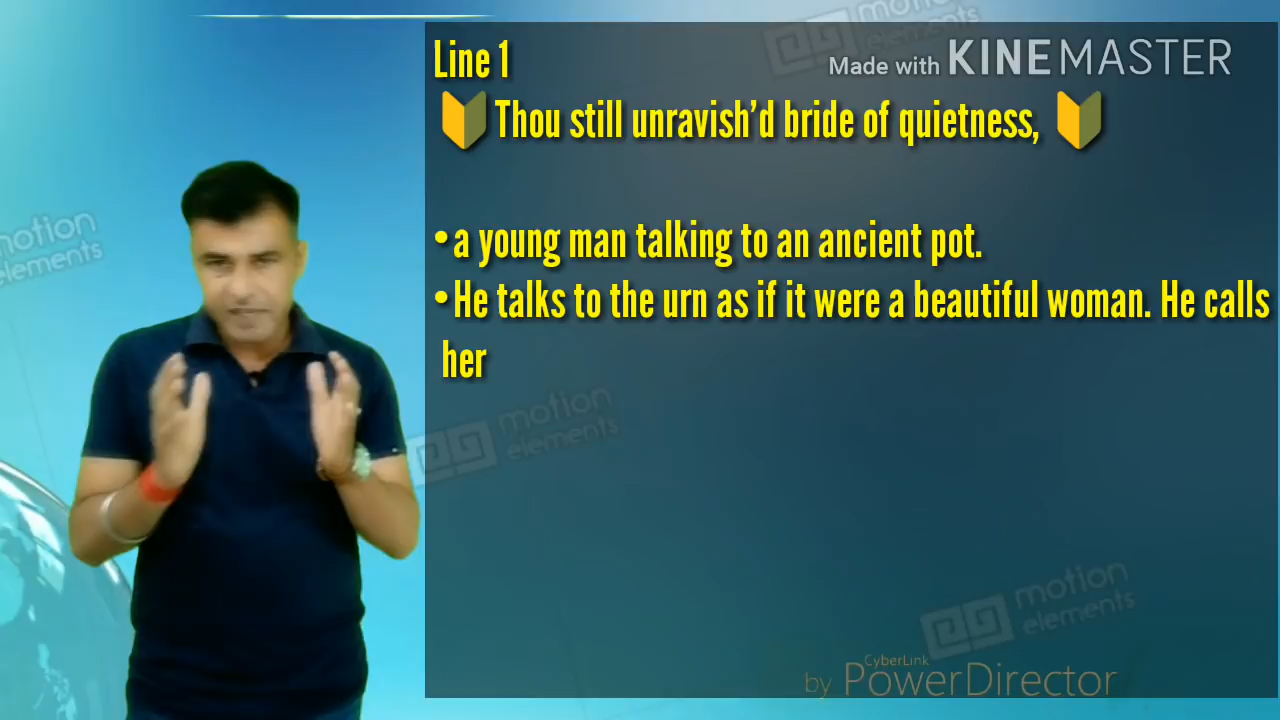 Line 1
Made with KINEMASTER
🔰 Thou still unravish’d bride of quietness, 🔰
•a young man talking to an ancient pot.
•He talks to the urn as if it were a beautiful woman. He calls
her
motion
elements
motion
elements
motion
elements
motion
elements
CyberLink
by PowerDirector